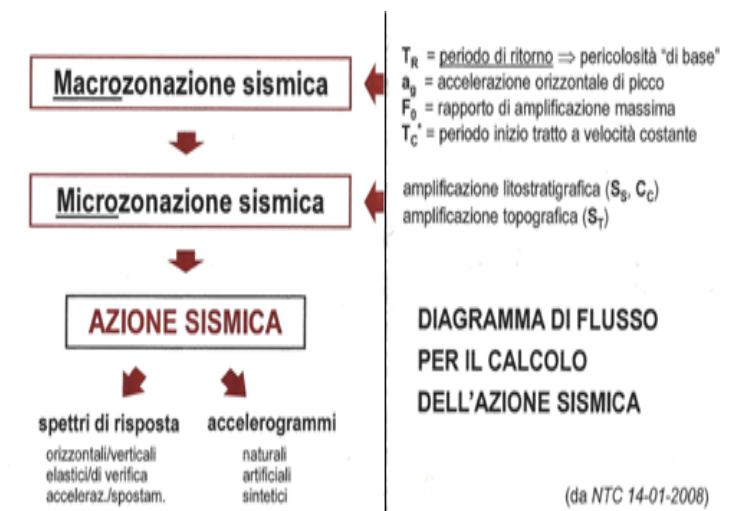 Macrozonazione sismica
T_R = periodo di ritorno ⇒ pericolosità "di base"
a_g = accelerazione orizzontale di picco
F_0 = rapporto di amplificazione massima
T_C* = periodo inizio tratto a velocità costante
Microzonazione sismica
amplificazione litostratigrafica (S_S, C_C)
amplificazione topografica (S_T)
AZIONE SISMICA
spettri di risposta
orizzontali/verticali
elastici/di verifica
acceleraz./spostam.
accelerogrammi
naturali
artificiali
sintetici
DIAGRAMMA DI FLUSSO
PER IL CALCOLO
DELL'AZIONE SISMICA
(da NTC 14-01-2008)